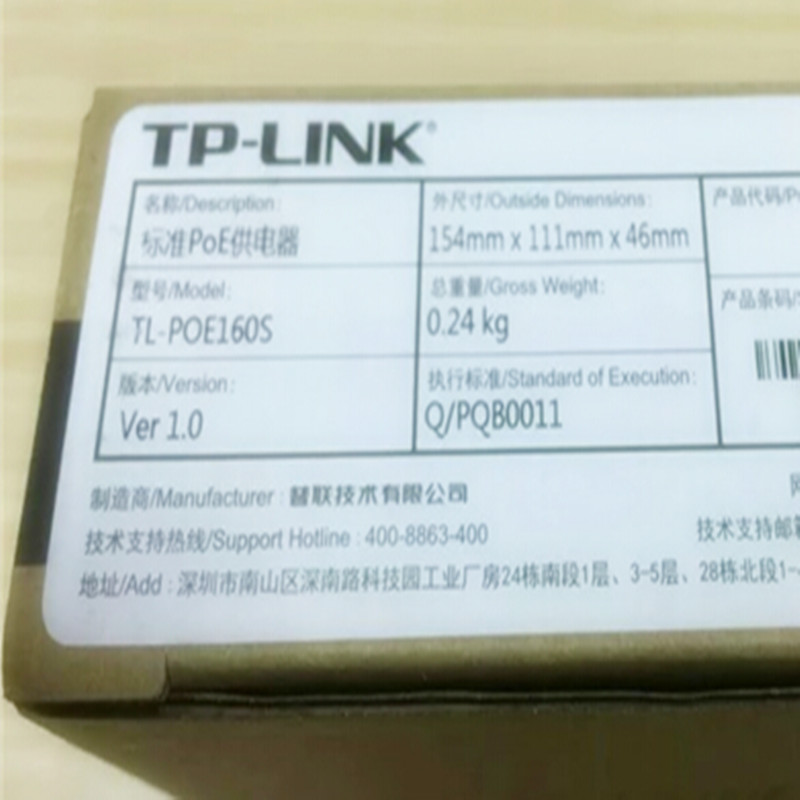 TP-LINK®
名称/Description:
标准PoE供电器
外尺寸/Outside Dimensions:
154mm x 111mm x 46mm
产品代码/
型号/Model:
TL-POE160S
总重量/Gross Weight:
0.24 kg
产品条码/
版本/Version:
Ver 1.0
执行标准/Standard of Execution:
Q/PQB0011
制造商/Manufacturer: 普联技术有限公司
技术支持热线/Support Hotline: 400-8863-400
技术支持邮箱
地址/Add: 深圳市南山区深南路科技园工业厂房24栋南段1层、3-5层、28栋北段1-